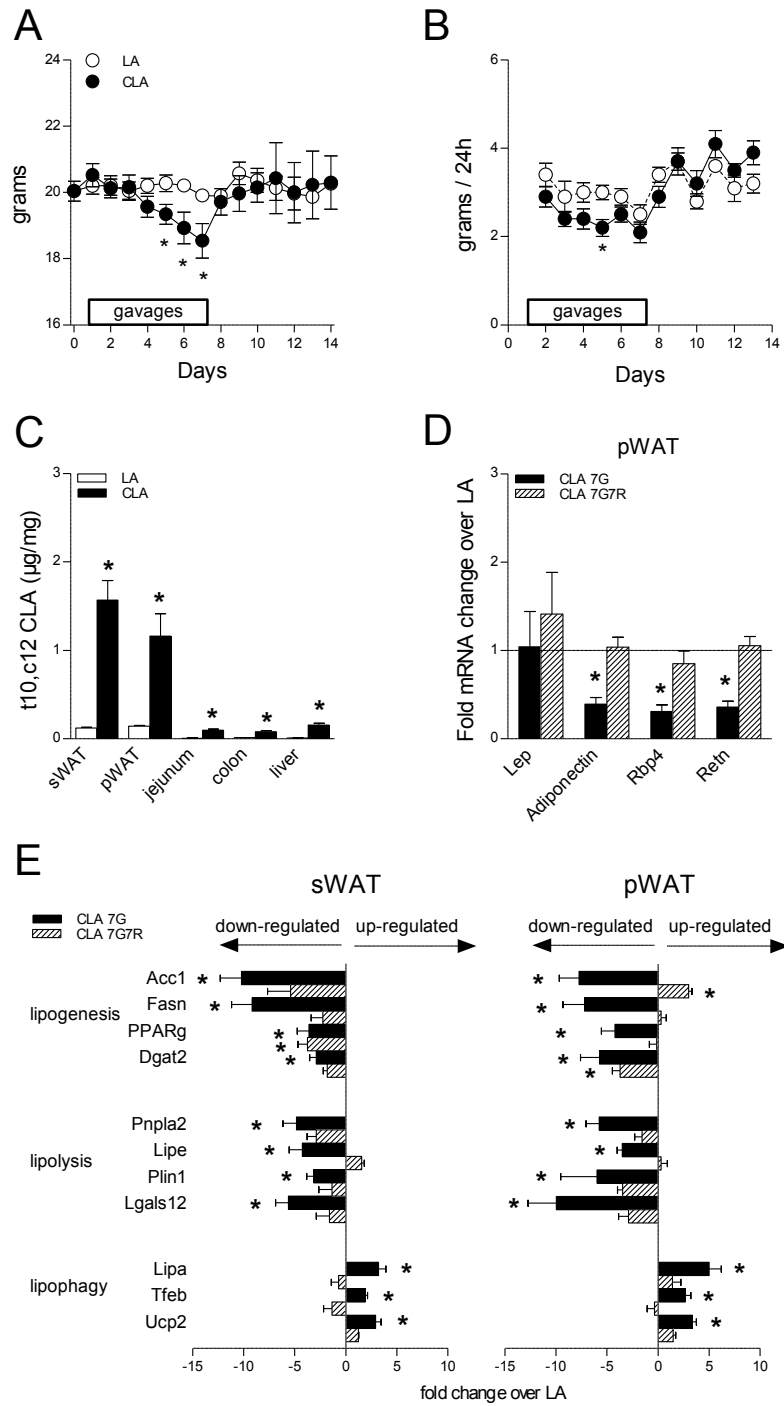 A
24
22
20
18
16
grams
LA
CLA
*
*
*
gavages
0 2 4 6 8 10 12 14
Days
B
6
4
2
0
grams / 24h
*
gavages
0 2 4 6 8 10 12 14
Days
C
3
2
1
0
t10,c12 CLA (µg/mg)
LA
CLA
* * * * *
sWAT pWAT jejunum colon liver
D
pWAT
3
2
1
0
Fold mRNA change over LA
CLA 7G
CLA 7G7R
* * *
Lep Adiponectin Rbp4 Retn
E
sWAT pWAT
CLA 7G
CLA 7G7R
down-regulated up-regulated down-regulated up-regulated
lipogenesis
Acc1 * * *
Fasn * *
PPARg * * *
Dgat2 * * *
lipolysis
Pnpla2 * *
Lipe * *
Plin1 * *
Lgals12 * *
lipophagy
Lipa * *
Tfeb * *
Ucp2 * *
-15 -10 -5 0 5 10 -15 -10 -5 0 5 10
fold change over LA